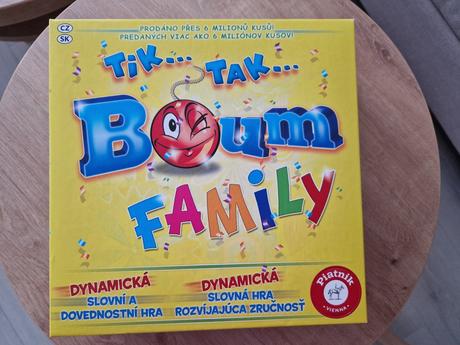 CZ PRODÁNO PŘES 6 MILIONŮ KUSŮ!
SK PREDANÝCH VIAC AKO 6 MILIÓNOV KUSOV!
TiK... TAK...
Boum
FAMiLY
DYNAMICKÁ
SLOVNÍ A
DOVEDNOSTNÍ HRA
DYNAMICKÁ
SLOVNÁ HRA
ROZVÍJAJÚCA ZRUČNOSŤ
Piatnik
VIENNA